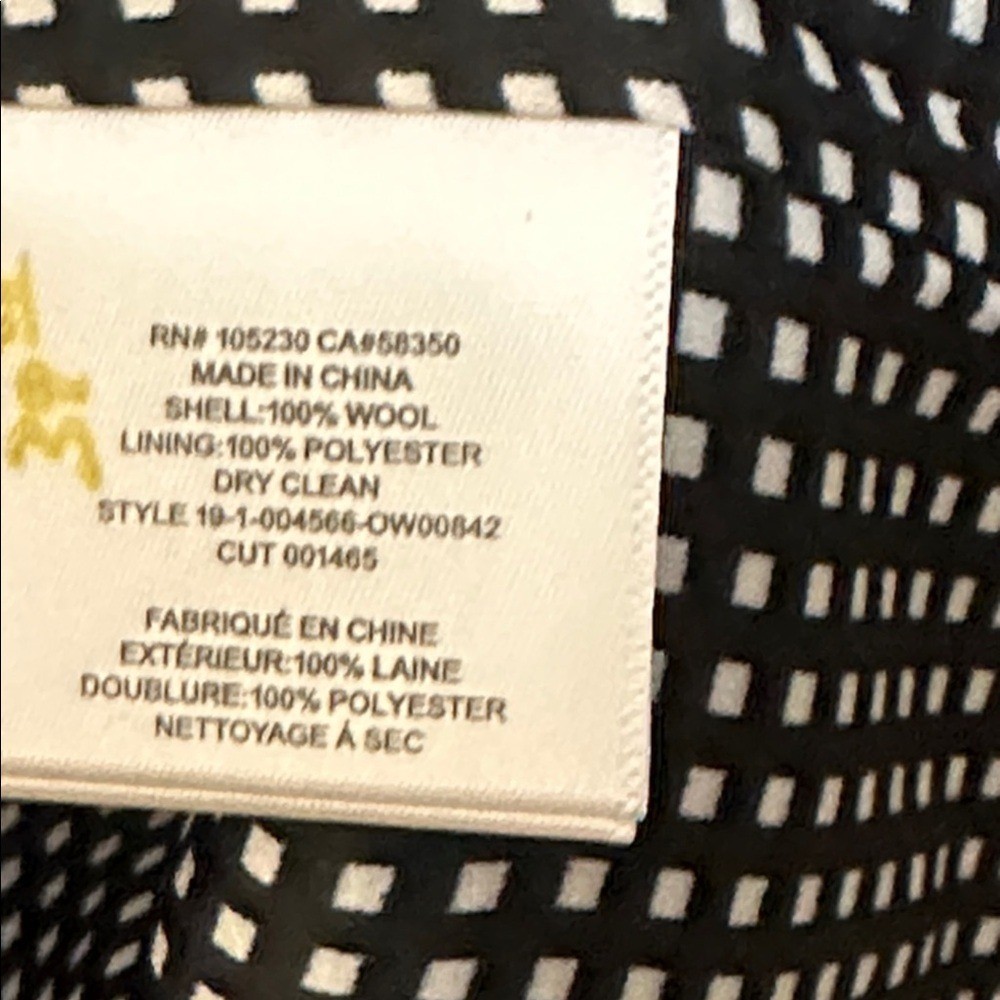 RN# 105230 CA#58350
MADE IN CHINA
SHELL:100% WOOL
LINING:100% POLYESTER
DRY CLEAN
STYLE 19-1-004566-OW00842
CUT 001465
FABRIQUÉ EN CHINE
EXTÉRIEUR:100% LAINE
DOUBLURE:100% POLYESTER
NETTOYAGE À SEC